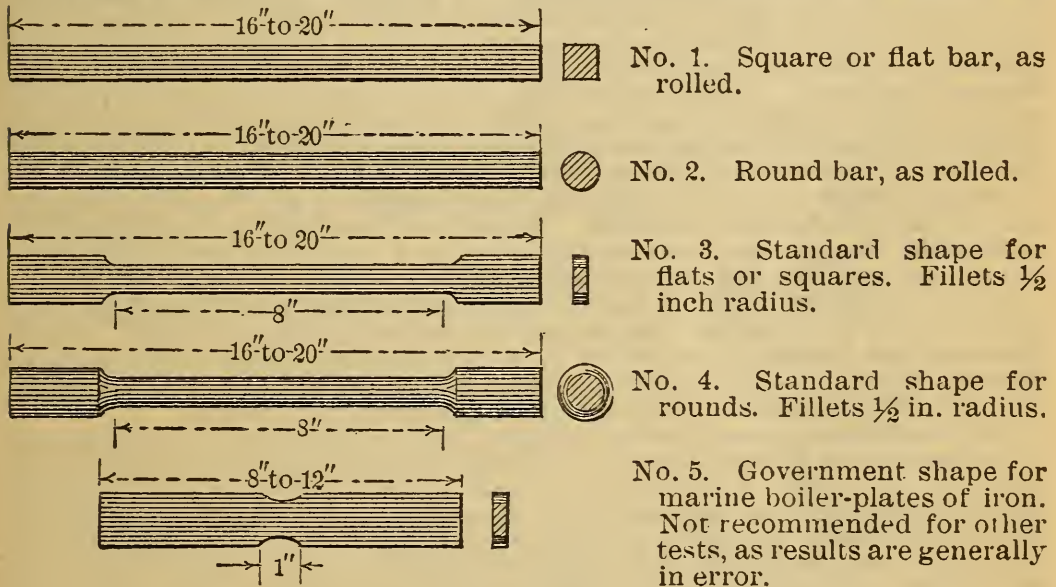 16″ to 20″
No. 1. Square or flat bar, as
rolled.
16″ to 20″
No. 2. Round bar, as rolled.
16″ to 20″
No. 3. Standard shape for
flats or squares. Fillets ½
inch radius.
8″
16″ to 20″
No. 4. Standard shape for
rounds. Fillets ½ in. radius.
8″
8″ to 12″
No. 5. Government shape for
marine boiler-plates of iron.
Not recommended for other
tests, as results are generally
in error.
1″